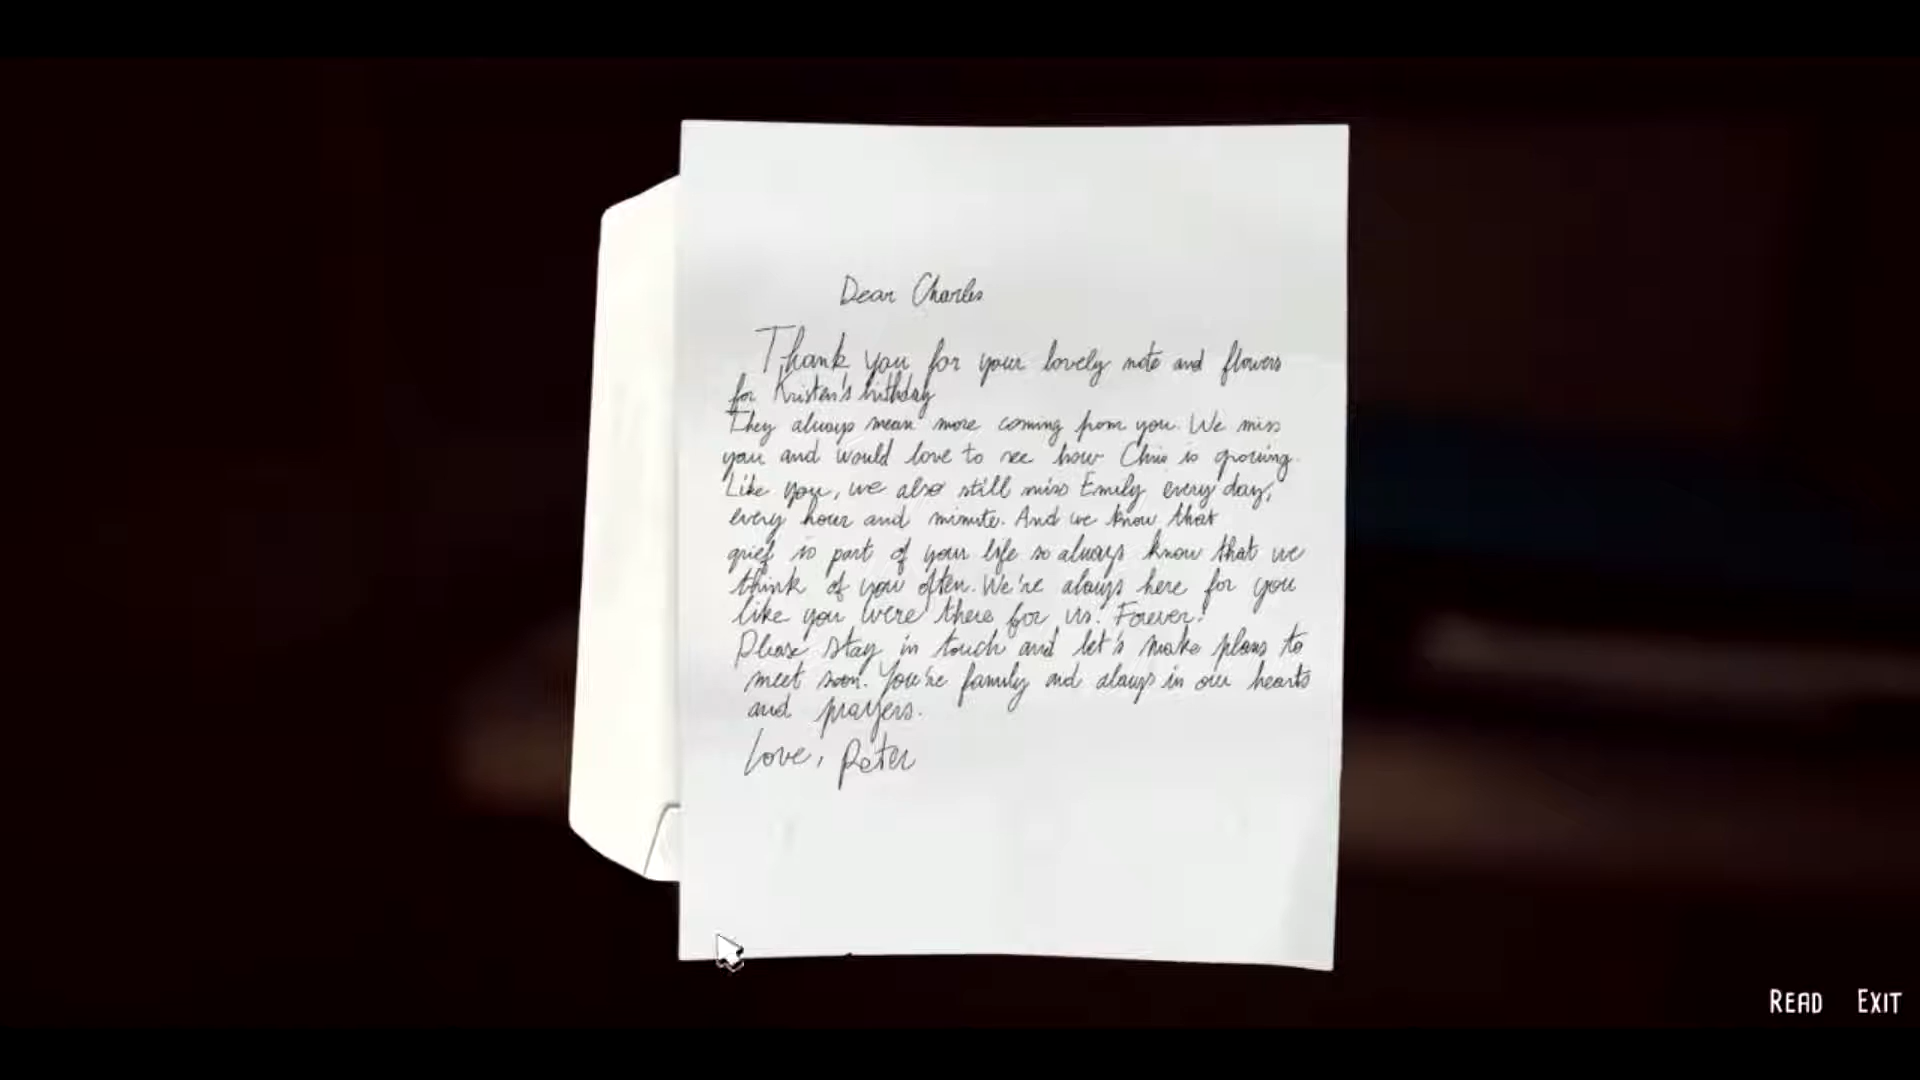 Dear Charles
Thank you for your lovely note and flowers
for Kristen's birthday
They always mean more coming from you. We miss
you and would love to see how Chris is growing.
Like you, we also still miss Emily every day,
every hour and minute. And we know that
grief is part of your life so always know that we
think of you often. We're always here for you
like you were there for us. Forever!
Please stay in touch and let's make plans to
meet soon. You're family and always in our hearts
and prayers.
Love, Peter
READ EXIT